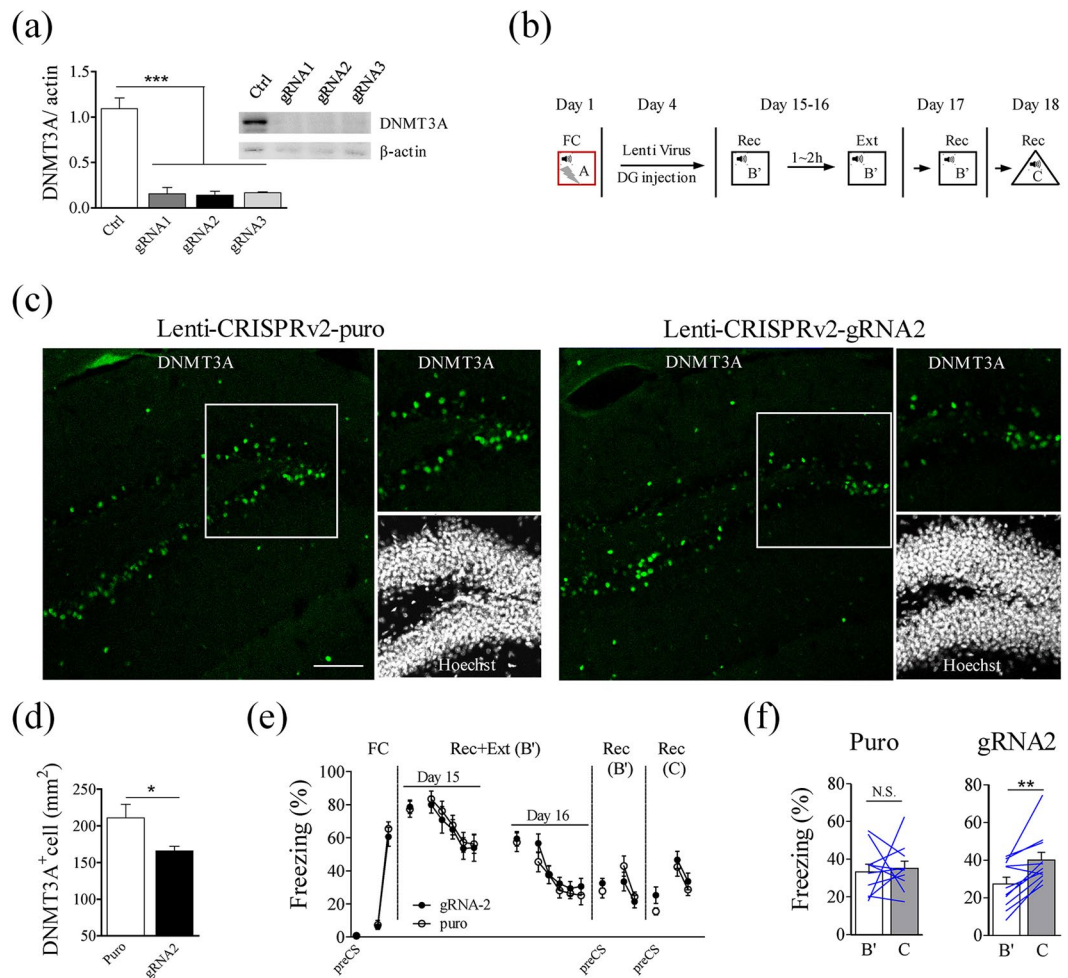 (a)
DNMT3A/ actin
1.5
1.0
0.5
0.0
***
Ctrl
gRNA1
gRNA2
gRNA3
Ctrl
gRNA1
gRNA2
gRNA3
DNMT3A
β-actin
(b)
Day 1
Day 4
Day 15-16
Day 17
Day 18
FC
A
Lenti Virus
DG injection
Rec
B'
1~2h
Ext
B'
Rec
B'
Rec
C
(c)
Lenti-CRISPRv2-puro
DNMT3A
DNMT3A
Hoechst
Lenti-CRISPRv2-gRNA2
DNMT3A
DNMT3A
Hoechst
(d)
DNMT3A+cell (mm2)
250
210
200
150
100
50
*
Puro
gRNA2
(e)
Freezing (%)
100
80
60
40
20
0
FC
Rec+Ext (B')
Rec
(B')
Rec
(C)
Day 15
Day 16
gRNA-2
puro
preCS
preCS
preCS
(f)
Puro
Freezing (%)
80
60
40
20
0
N.S.
B' C
gRNA2
80
60
40
20
0
**
B' C